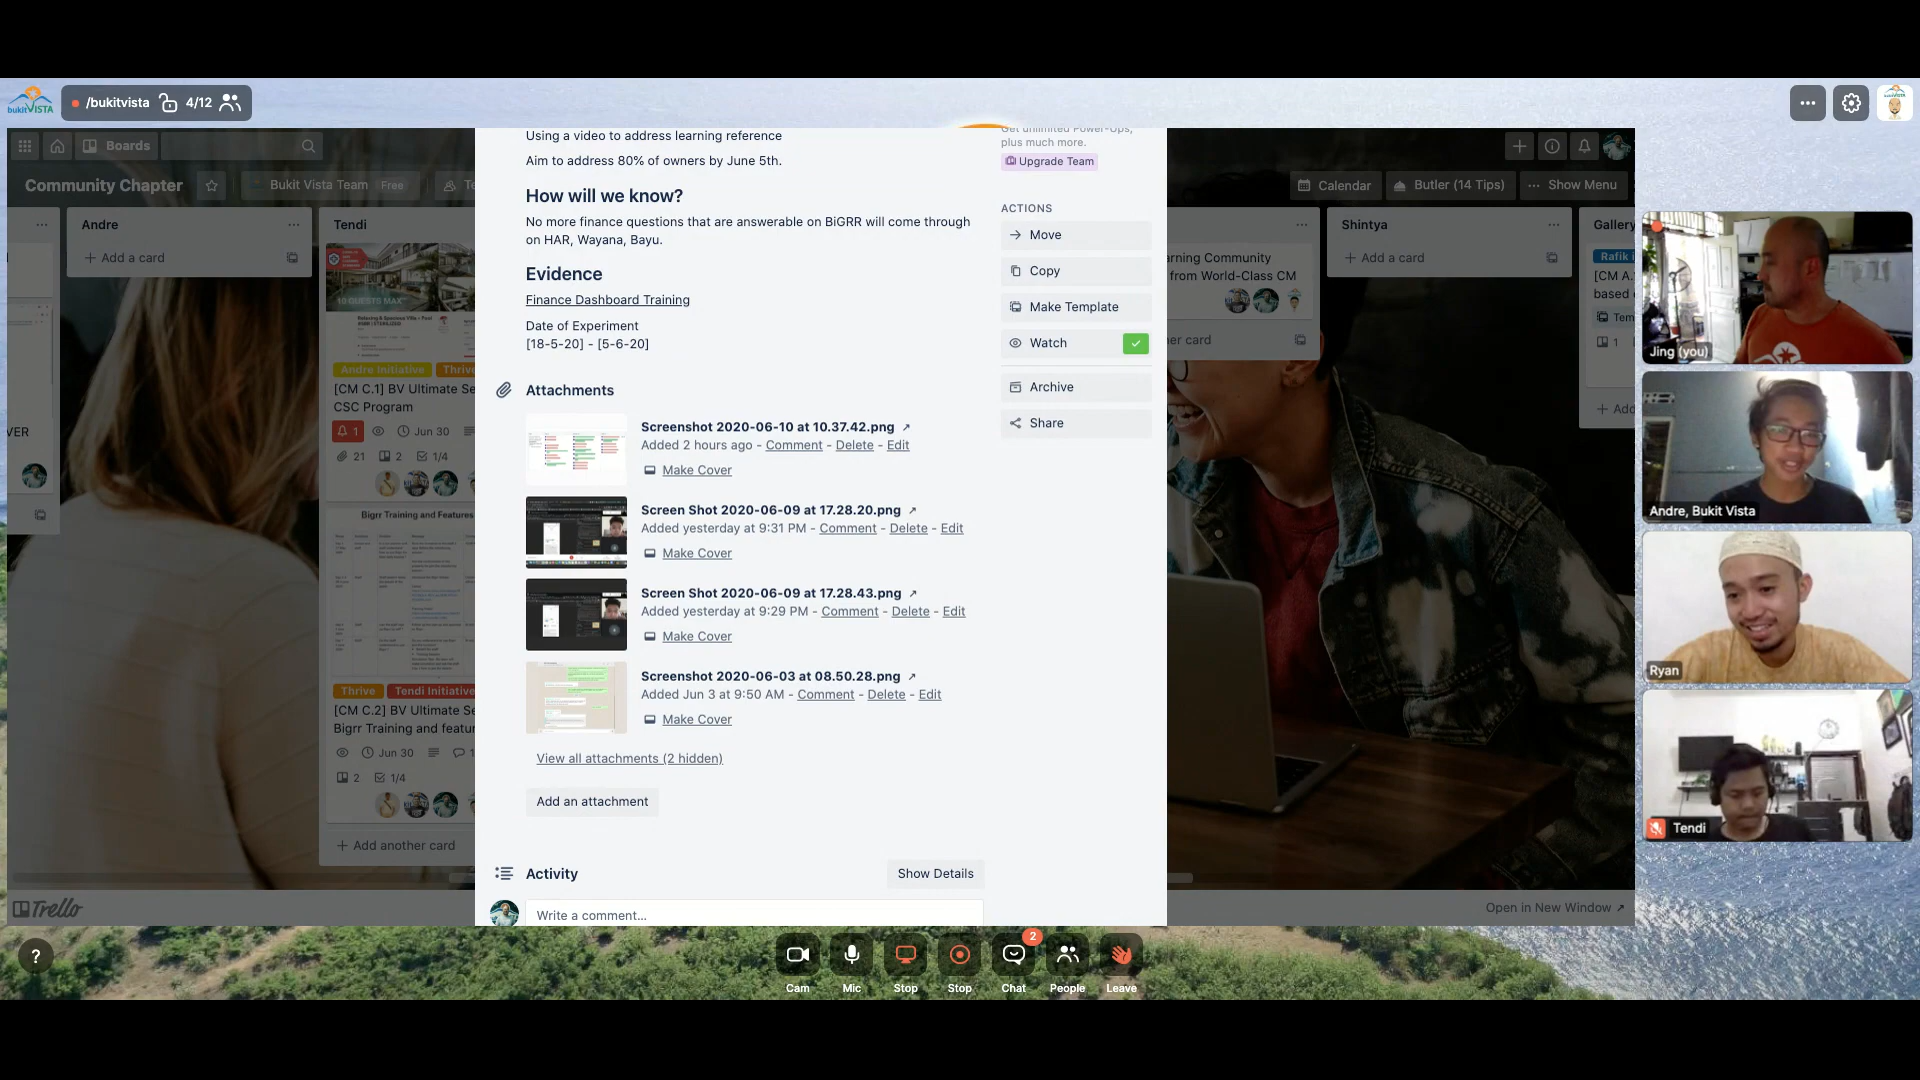 bukitVISTA
/bukitvista
4/12
Boards
Community Chapter
Bukit Vista Team
Free
Calendar
Butler (14 Tips)
Show Menu
Andre
Add a card
Tendi
10 GUESTS MAX
Andre Initiative
Thrive
[CM C.1] BV Ultimate Se
CSC Program
1
Jun 30
21
2
1/4
Bigrr Training and Features
Thrive
Tendi Initiative
[CM C.2] BV Ultimate Se
Bigrr Training and featur
Jun 30
2
1/4
Add another card
Using a video to address learning reference
Aim to address 80% of owners by June 5th.
How will we know?
No more finance questions that are answerable on BiGRR will come through
on HAR, Wayana, Bayu.
Evidence
Finance Dashboard Training
Date of Experiment
[18-5-20] - [5-6-20]
Attachments
Screenshot 2020-06-10 at 10.37.42.png ↗
Added 2 hours ago - Comment - Delete - Edit
Make Cover
Screen Shot 2020-06-09 at 17.28.20.png ↗
Added yesterday at 9:31 PM - Comment - Delete - Edit
Make Cover
Screen Shot 2020-06-09 at 17.28.43.png ↗
Added yesterday at 9:29 PM - Comment - Delete - Edit
Make Cover
Screenshot 2020-06-03 at 08.50.28.png ↗
Added Jun 3 at 9:50 AM - Comment - Delete - Edit
Make Cover
View all attachments (2 hidden)
Add an attachment
Activity
Show Details
Write a comment...
Get unlimited Power-Ups,
plus much more.
Upgrade Team
ACTIONS
Move
Copy
Make Template
Watch
Archive
Share
arning Community
from World-Class CM
er card
Shintya
Add a card
Gallery
Rafik i
[CM A.
based
Tem
1
Add
Jing (you)
Andre, Bukit Vista
Ryan
Tendi
Trello
Open in New Window ↗
?
2
Cam
Mic
Stop
Stop
Chat
People
Leave